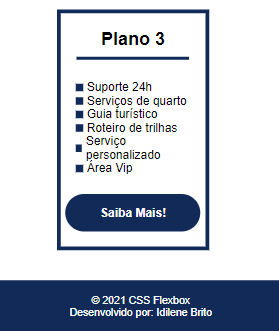 Plano 3
Suporte 24h
Serviços de quarto
Guia turístico
Roteiro de trilhas
Serviço
personalizado
Área Vip
Saiba Mais!
© 2021 CSS Flexbox
Desenvolvido por: Idilene Brito